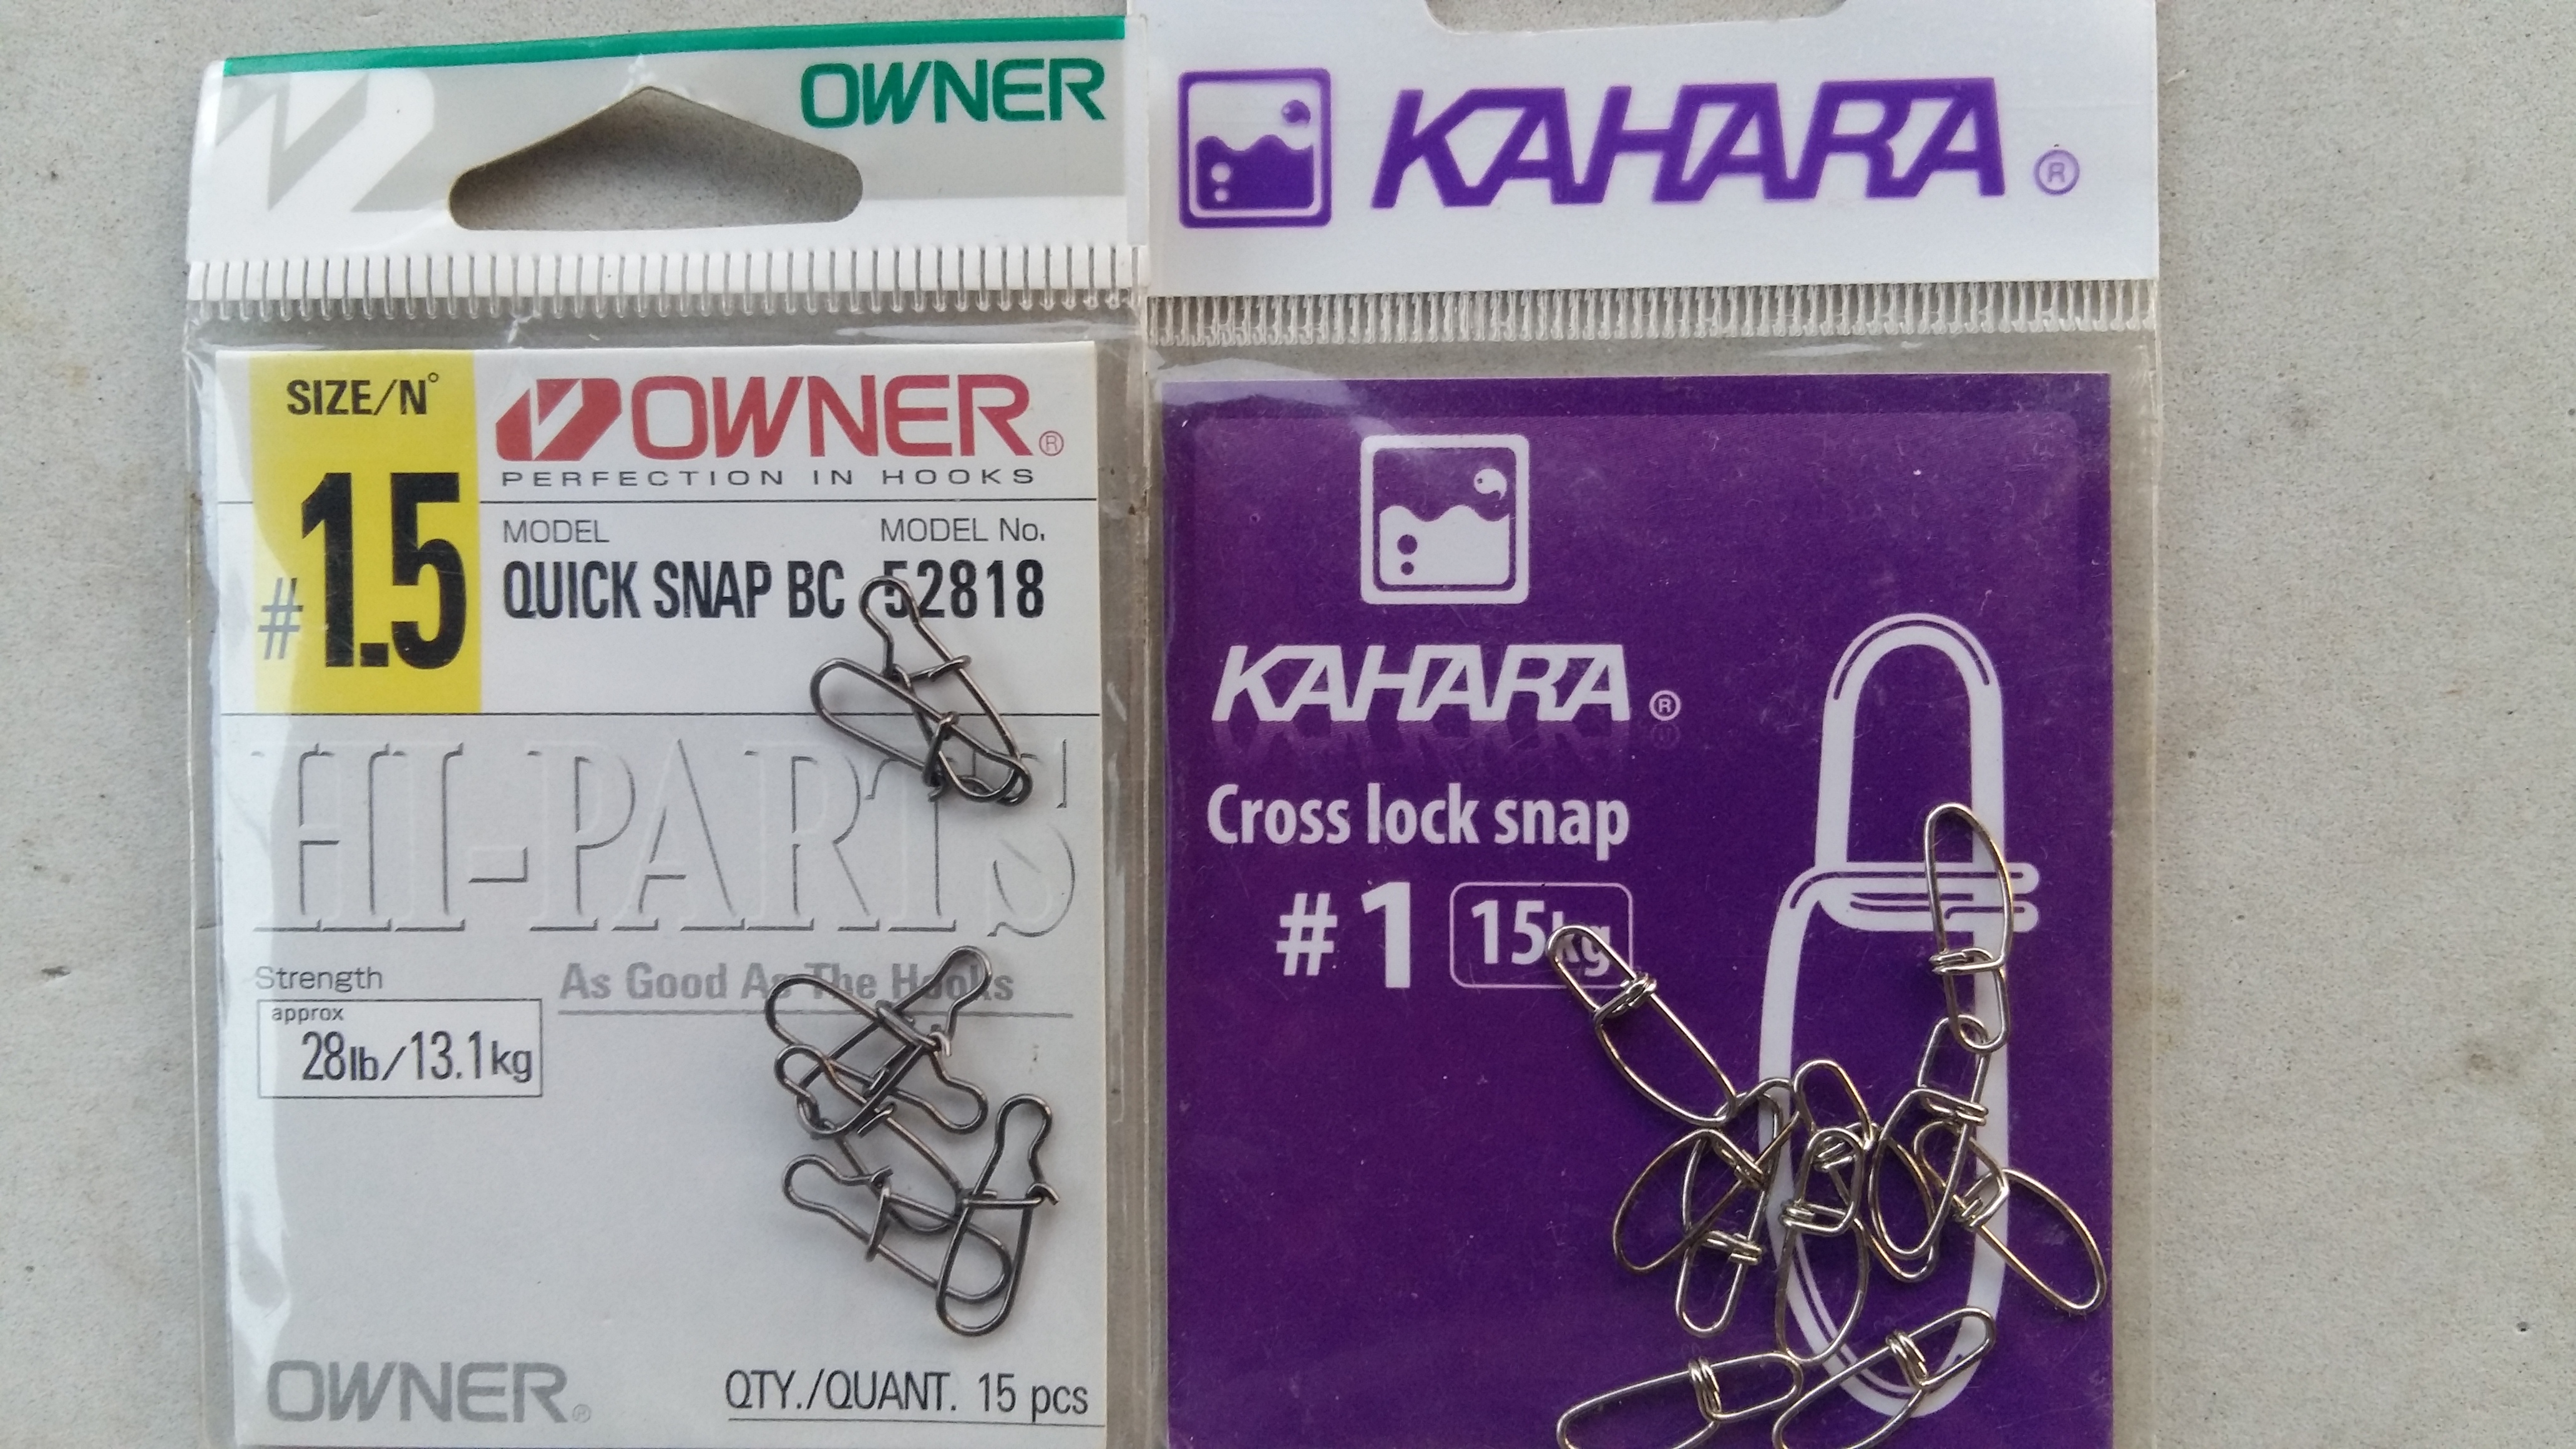 OWNER
SIZE/N°
#1.5
OWNER®
PERFECTION IN HOOKS
MODEL
QUICK SNAP BC
MODEL No.
52818
HI-PARTS
As Good As The Hooks
Strength
approx
28lb/13.1kg
OWNER®
QTY./QUANT. 15 pcs
KAHARA®
KAHARA®
Cross lock snap
#1 15kg